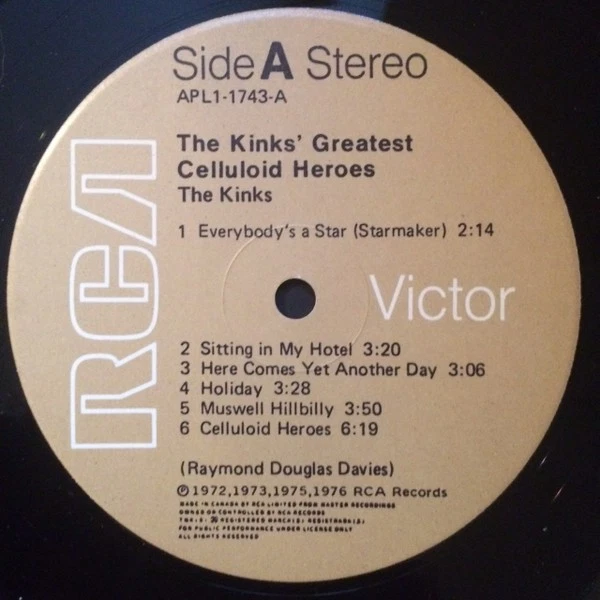 Side A Stereo
APL1-1743-A
The Kinks' Greatest
Celluloid Heroes
The Kinks
1 Everybody's a Star (Starmaker) 2:14
RCA
Victor
2 Sitting in My Hotel 3:20
3 Here Comes Yet Another Day 3:06
4 Holiday 3:28
5 Muswell Hillbilly 3:50
6 Celluloid Heroes 6:19
(Raymond Douglas Davies)
℗ 1972,1973,1975,1976 RCA Records
MADE IN CANADA BY RCA LIMITED FROM MASTER RECORDINGS
OWNED OR CONTROLLED BY RCA RECORDS
TMK(S) ® REGISTERED MARCA(S) REGISTRADA(S)
FOR PUBLIC PERFORMANCE UNDER LICENSE ONLY
ALL RIGHTS RESERVED